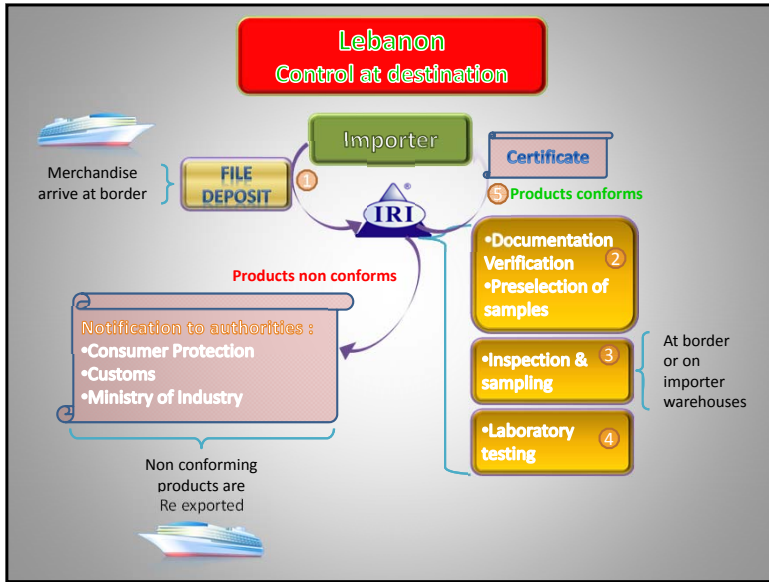 Lebanon
Control at destination
Importer
Certificate
Merchandise
arrive at border
FILE
DEPOSIT
1
®
IRI
5
Products conforms
•Documentation
Verification
2
•Preselection of
samples
Products non conforms
Notification to authorities :
•Consumer Protection
•Customs
•Ministry of Industry
•Inspection &
sampling
3
At border
or on
importer
warehouses
•Laboratory
testing
4
Non conforming
products are
Re exported